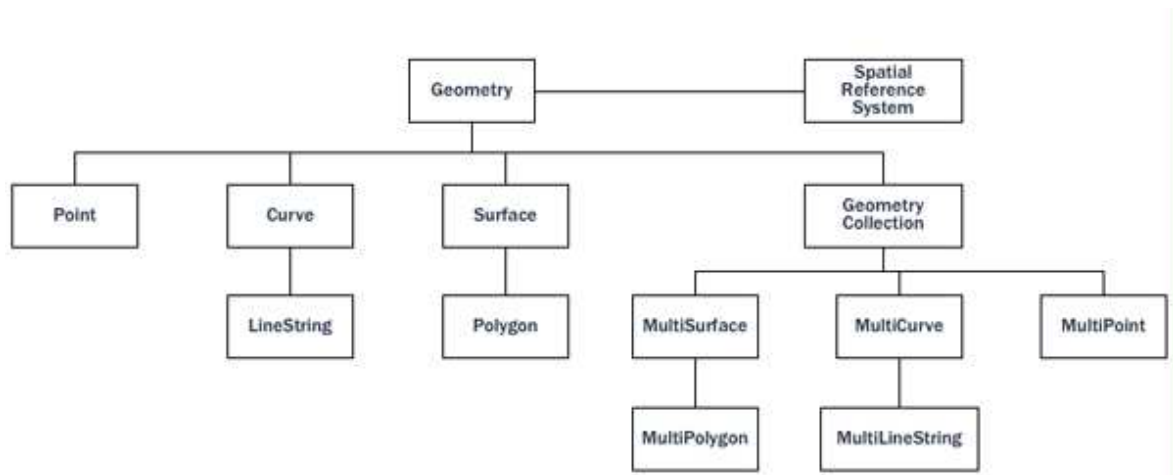 Geometry
Spatial
Reference
System
Point
Curve
Surface
Geometry
Collection
LineString
Polygon
MultiSurface
MultiCurve
MultiPoint
MultiPolygon
MultiLineString